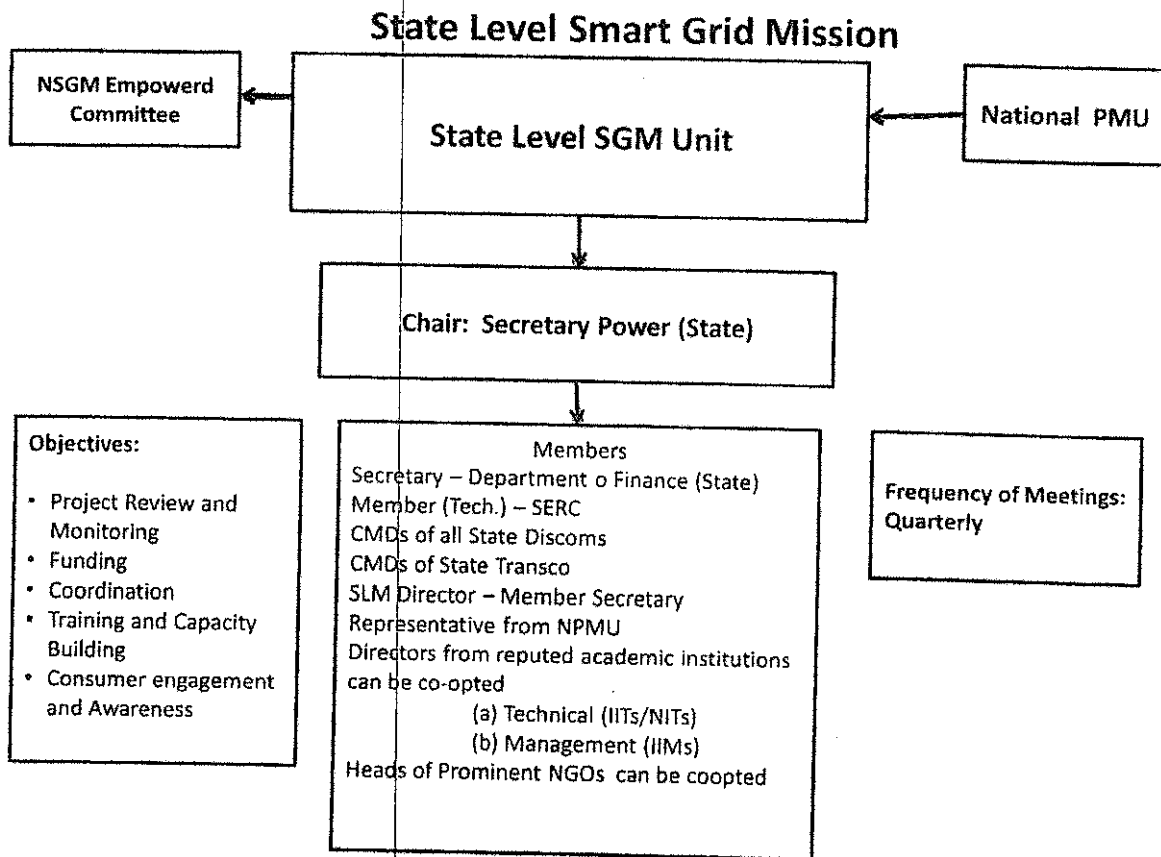 State Level Smart Grid Mission
NSGM Empowerd
Committee
State Level SGM Unit
National PMU
Chair: Secretary Power (State)
Objectives:
• Project Review and
Monitoring
• Funding
• Coordination
• Training and Capacity
Building
• Consumer engagement
and Awareness
Members
Secretary – Department o Finance (State)
Member (Tech.) – SERC
CMDs of all State Discoms
CMDs of State Transco
SLM Director – Member Secretary
Representative from NPMU
Directors from reputed academic institutions
can be co-opted
(a) Technical (IITs/NITs)
(b) Management (IIMs)
Heads of Prominent NGOs can be coopted
Frequency of Meetings:
Quarterly